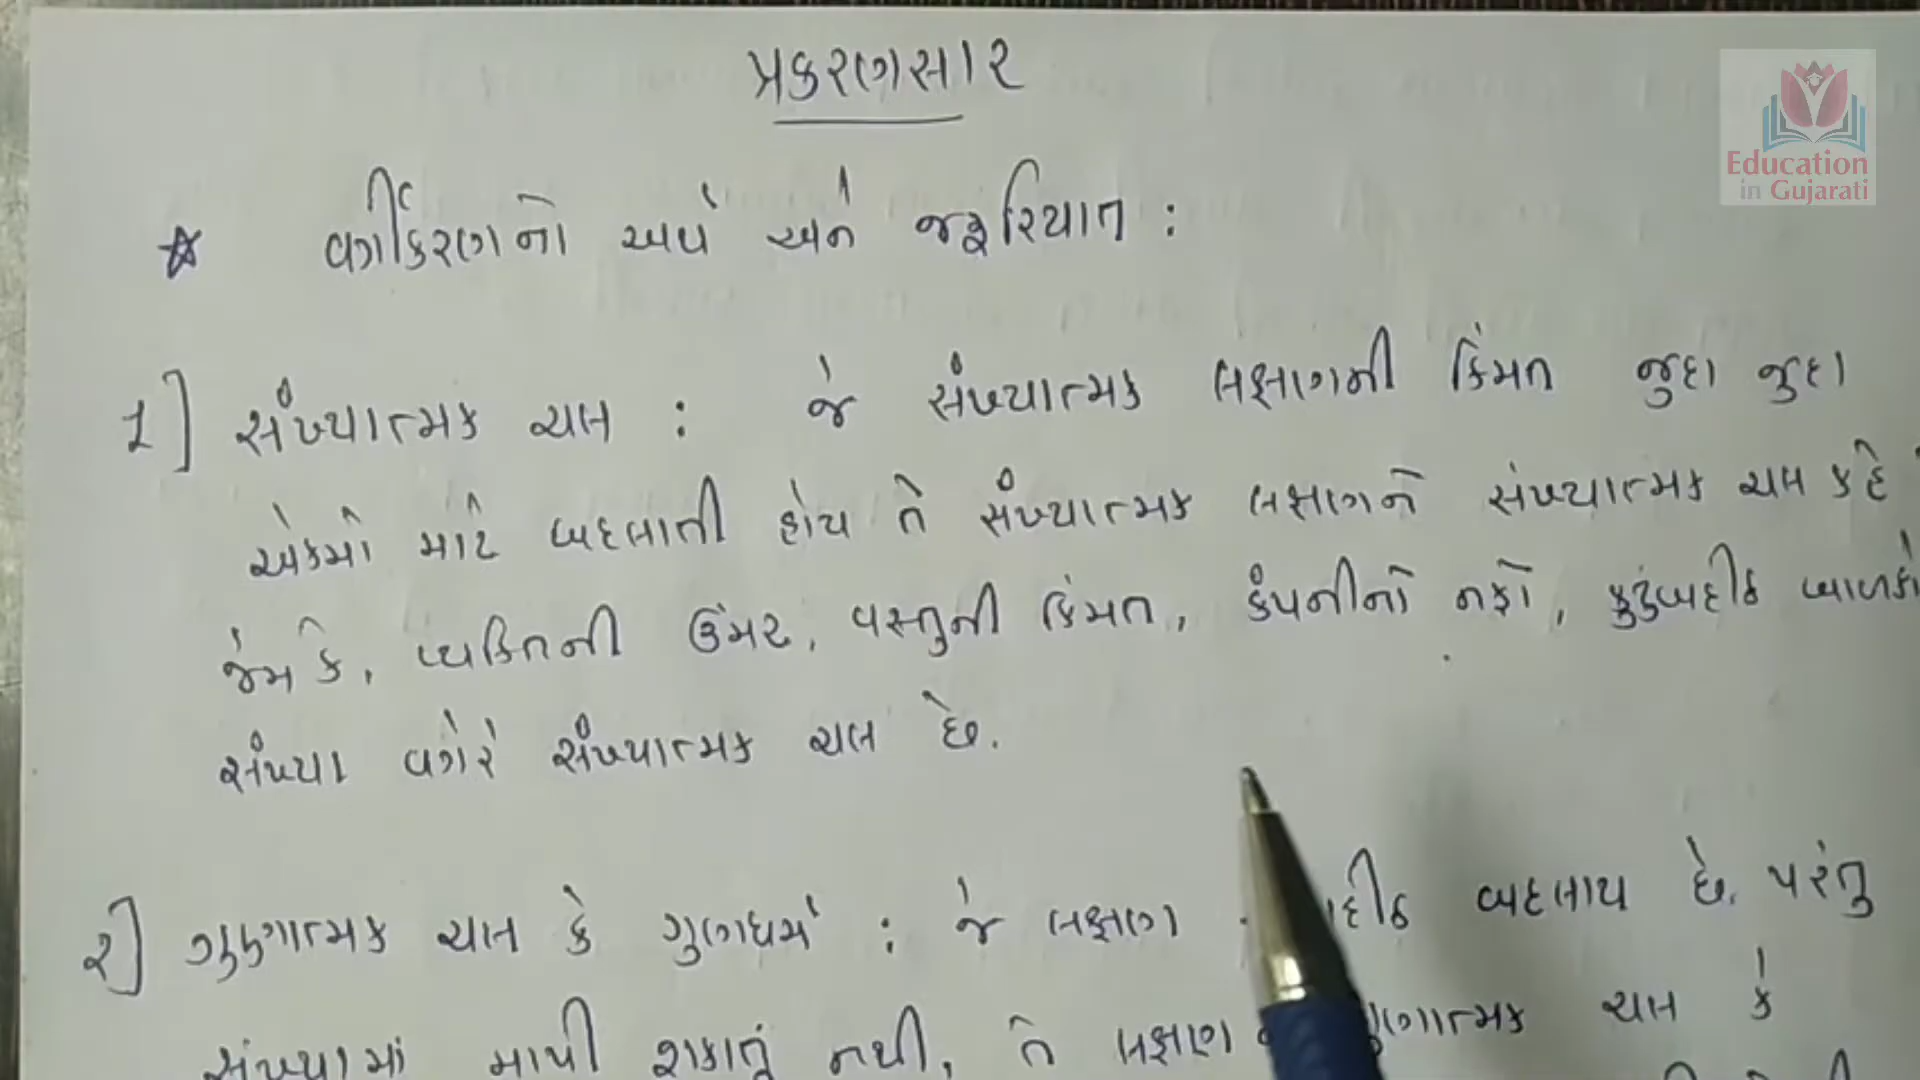 પ્રકરણસાર
Education
in Gujarati
☆ વર્ગીકરણનો અર્થ અને જરૂરિયાત :
1] સંખ્યાત્મક ચલ : જે સંખ્યાત્મક લક્ષણની કિંમત જુદા જુદા
એકમો માટે બદલાતી હોય તે સંખ્યાત્મક લક્ષણને સંખ્યાત્મક ચલ કહે
જેમ કે, વ્યક્તિની ઉંમર, વસ્તુની કિંમત, કંપનીનો નફો, કુટુંબદીઠ બાળકો
સંખ્યા વગેરે સંખ્યાત્મક ચલ છે.
૨] ગુણાત્મક ચલ કે ગુણધર્મ : જે લક્ષણ બદલાય છે. પરંતુ
સંખ્યામાં માપી શકાતું નથી, તે લક્ષણ ચલ કે